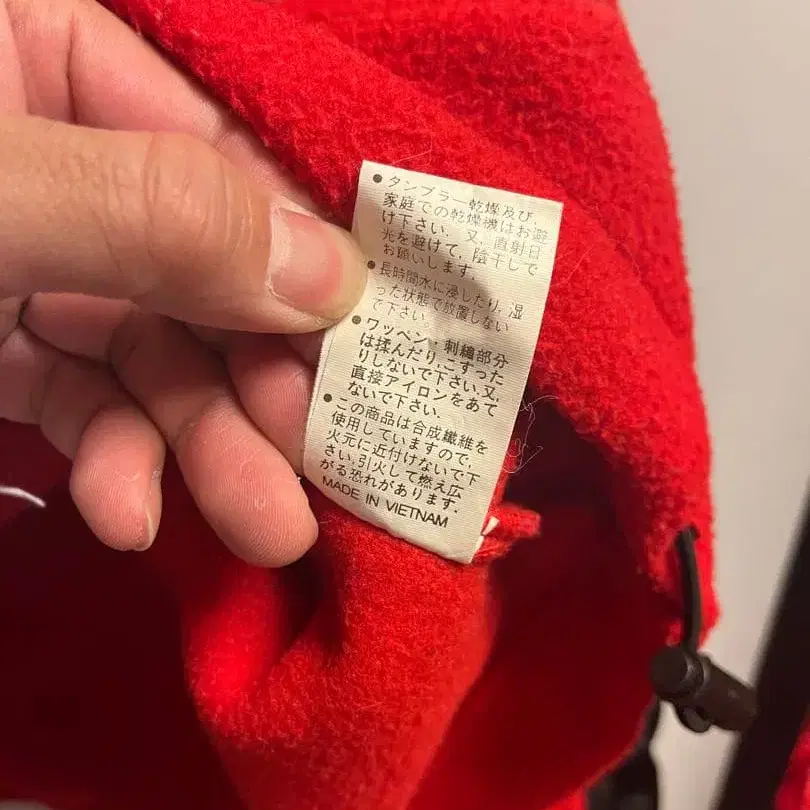 ●タンブラー乾燥及び,
家庭での乾燥機はお避
け下さい.又,直射日
光を避けて,陰干しで
お願いします.
●長時間水に浸したり,湿
った状態で放置しない
で下さい.
●ワッペン・刺繍部分
は揉んだり,こすった
りしないで下さい.又,
直接アイロンをあて
ないで下さい.
●この商品は合成繊維を
使用していますので,
火元に近付けないで下
さい.引火して燃え広
がる恐れがあります.
MADE IN VIETNAM